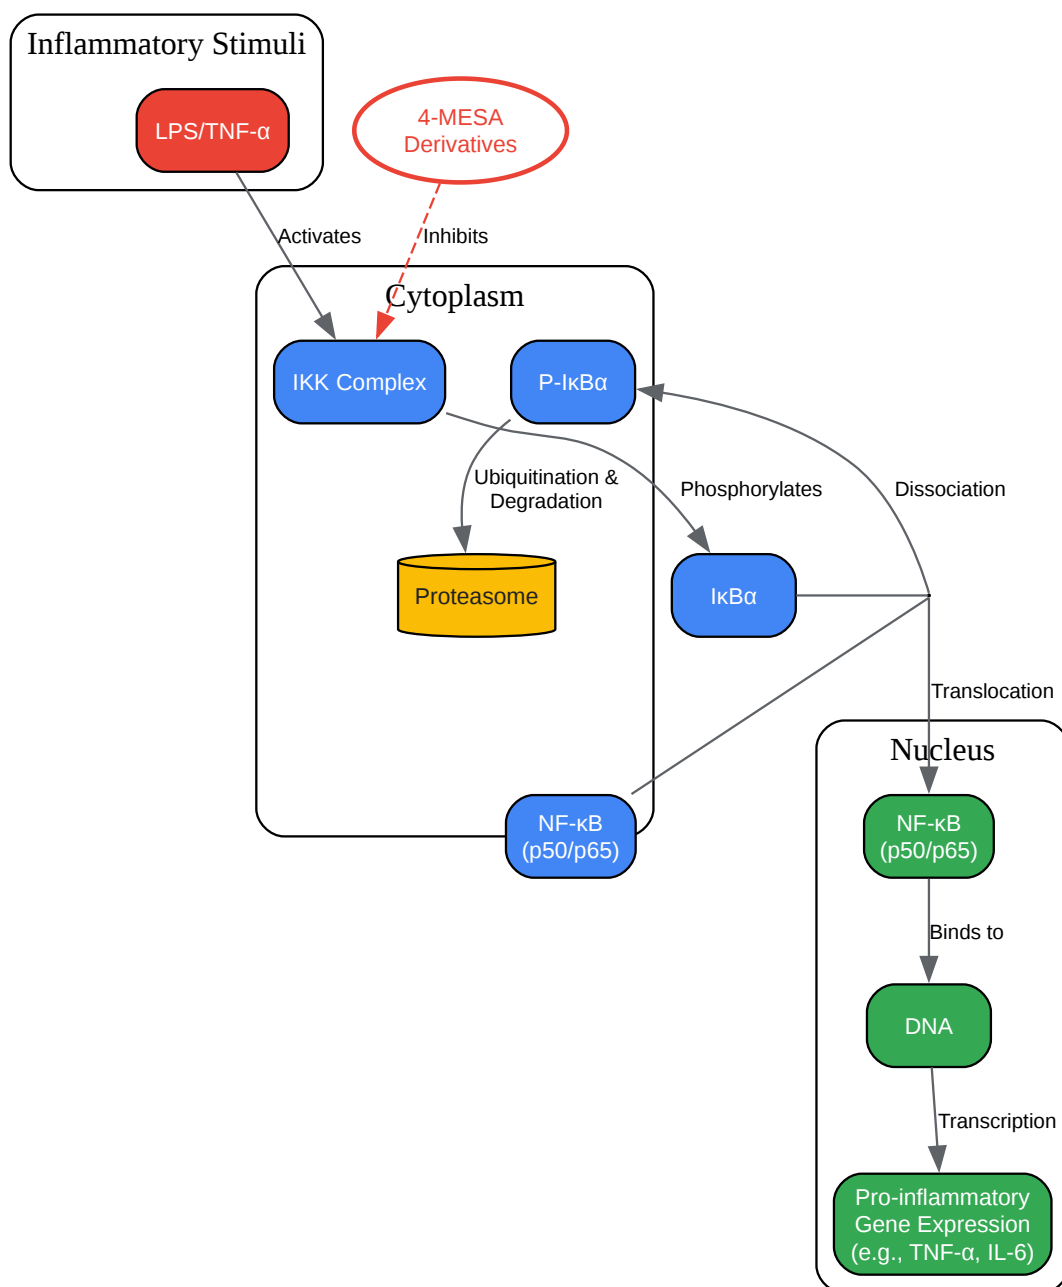 Inflammatory Stimuli
LPS/TNF-α
4-MESA
Derivatives
Activates
Inhibits
Cytoplasm
IKK Complex
P-IκBα
Ubiquitination &
Degradation
Phosphorylates
Dissociation
Proteasome
IκBα
Translocation
Nucleus
NF-κB
(p50/p65)
NF-κB
(p50/p65)
Binds to
DNA
Transcription
Pro-inflammatory
Gene Expression
(e.g., TNF-α, IL-6)